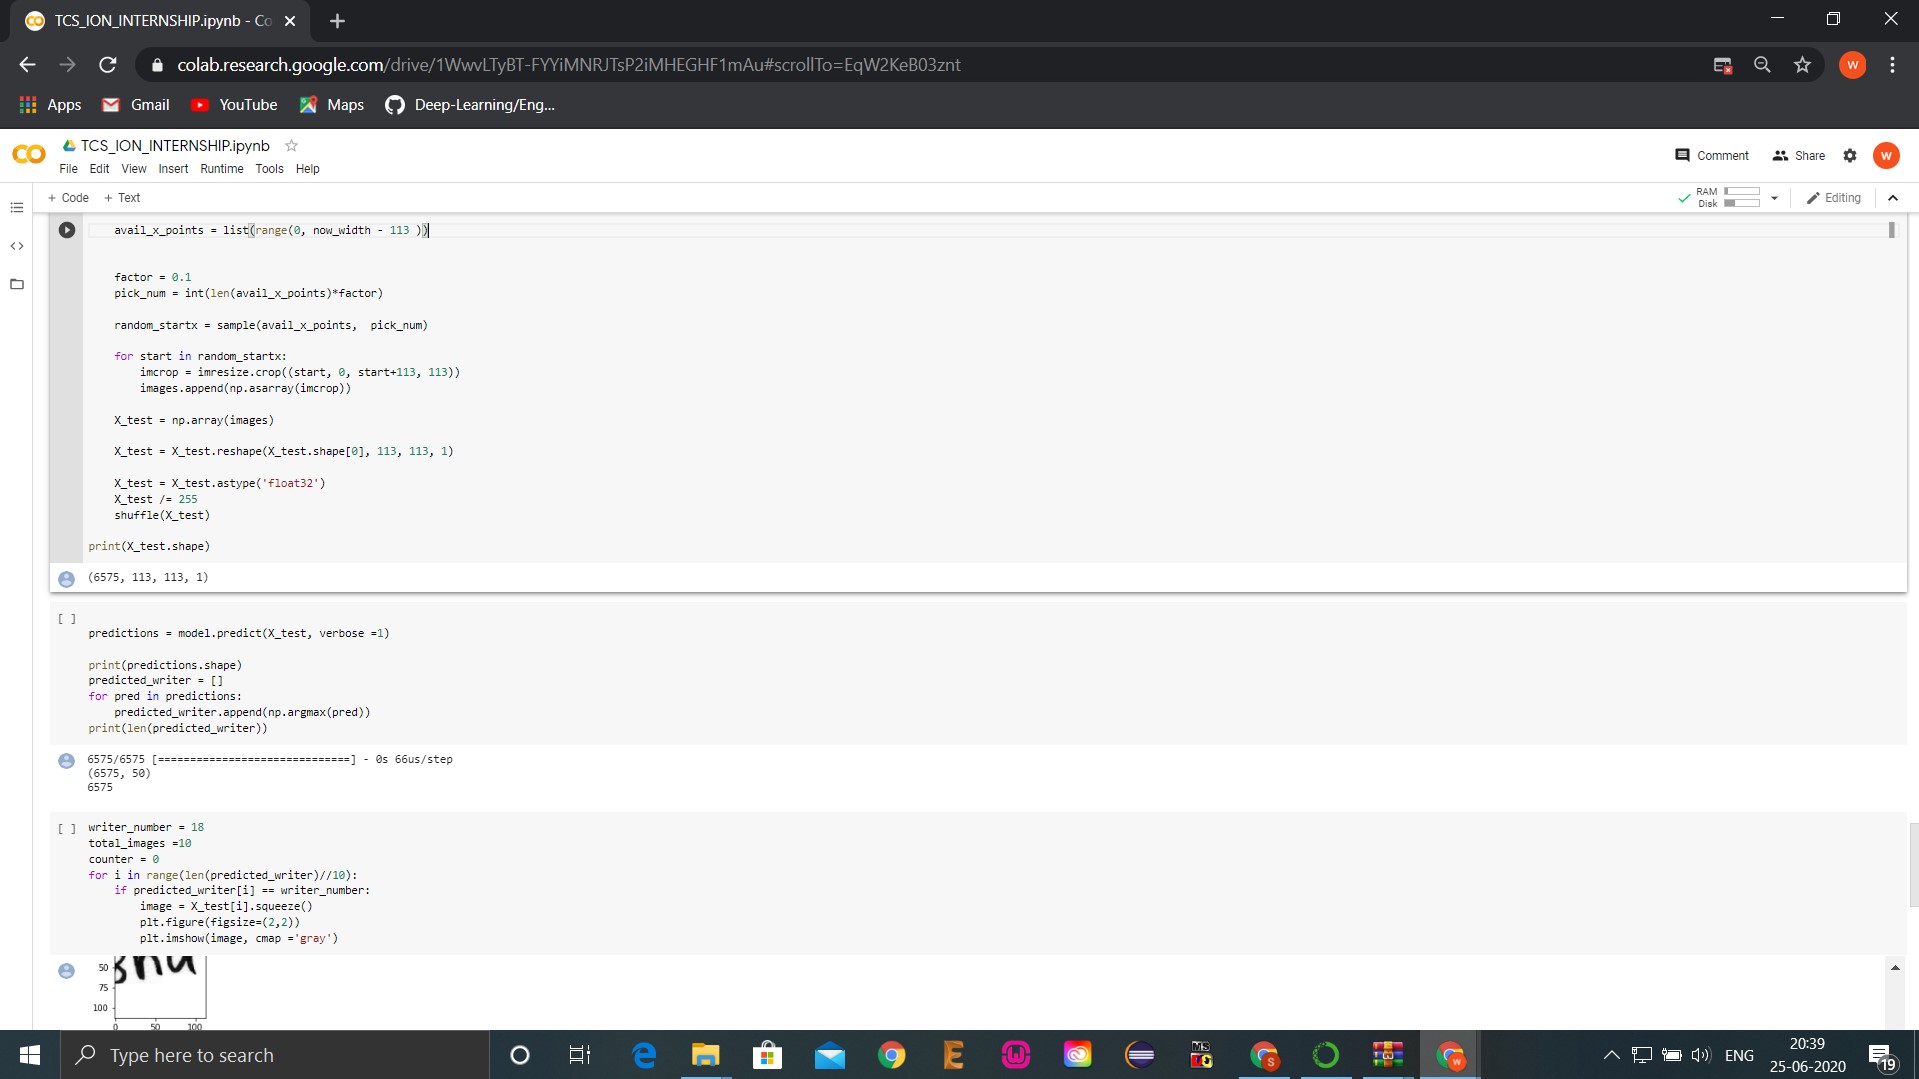 TCS_ION_INTERNSHIP.ipynb - Co
colab.research.google.com/drive/1WwvLTyBT-FYYiMNRJTsP2iMHEGHF1mAu#scrollTo=EqW2KeB03znt
W
Apps Gmail YouTube Maps Deep-Learning/Eng...
TCS_ION_INTERNSHIP.ipynb
File Edit View Insert Runtime Tools Help
Comment Share W
+ Code + Text
RAM
Disk
Editing
avail_x_points = list(range(0, now_width - 113 ))
factor = 0.1
pick_num = int(len(avail_x_points)*factor)
random_startx = sample(avail_x_points,  pick_num)
for start in random_startx:
imcrop = imresize.crop((start, 0, start+113, 113))
images.append(np.asarray(imcrop))
X_test = np.array(images)
X_test = X_test.reshape(X_test.shape[0], 113, 113, 1)
X_test = X_test.astype('float32')
X_test /= 255
shuffle(X_test)
print(X_test.shape)
(6575, 113, 113, 1)
[ ]
predictions = model.predict(X_test, verbose =1)
print(predictions.shape)
predicted_writer = []
for pred in predictions:
predicted_writer.append(np.argmax(pred))
print(len(predicted_writer))
6575/6575 [==============================] - 0s 66us/step
(6575, 50)
6575
[ ] writer_number = 18
total_images =10
counter = 0
for i in range(len(predicted_writer)//10):
if predicted_writer[i] == writer_number:
image = X_test[i].squeeze()
plt.figure(figsize=(2,2))
plt.imshow(image, cmap ='gray')
50
75
100
0 50 100
Type here to search
MS
S
W
ENG
20:39
25-06-2020
19